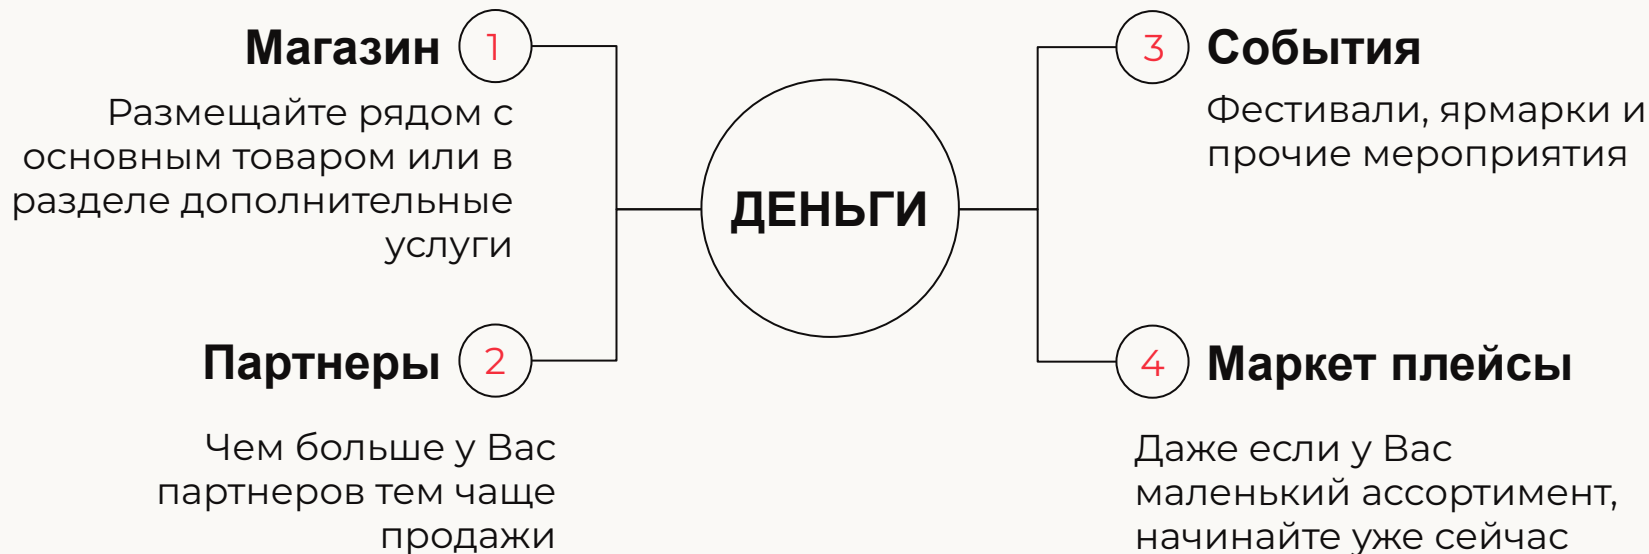 Магазин
1
Размещайте рядом с
основным товаром или в
разделе дополнительные
услуги
Партнеры
2
Чем больше у Вас
партнеров тем чаще
продажи
ДЕНЬГИ
3
События
Фестивали, ярмарки и
прочие мероприятия
4
Маркет плейсы
Даже если у Вас
маленький ассортимент,
начинайте уже сейчас